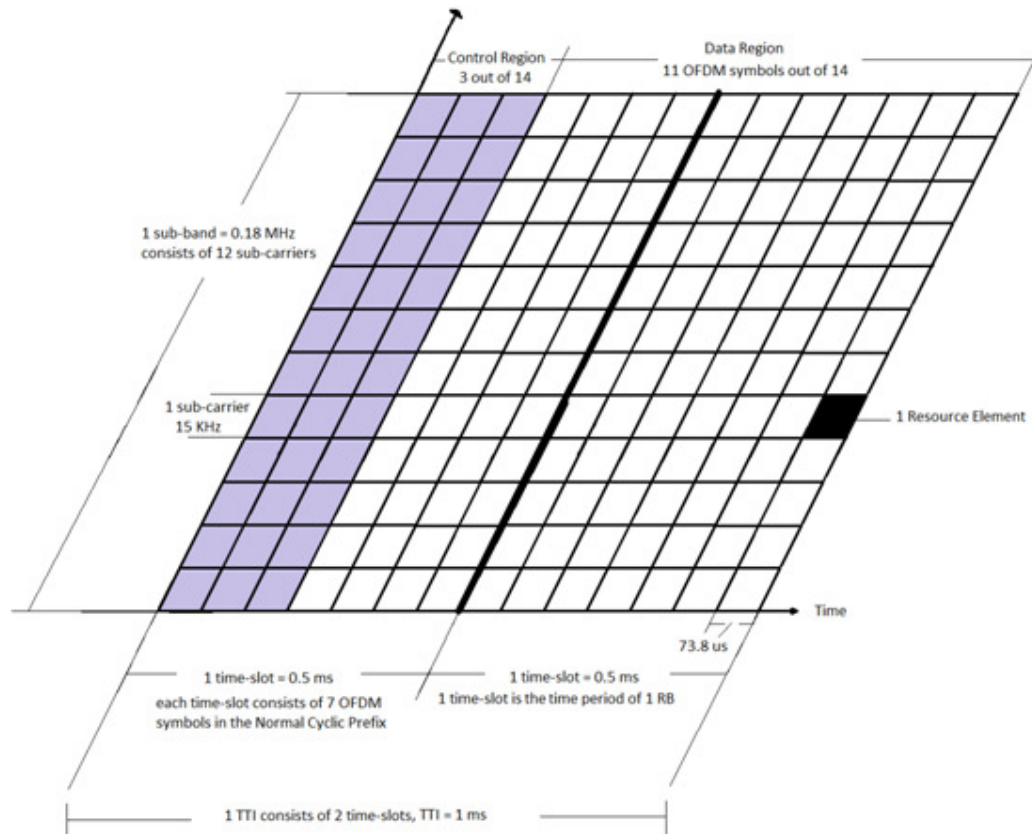 Control Region
3 out of 14
Data Region
11 OFDM symbols out of 14
1 sub-band = 0.18 MHz
consists of 12 sub-carriers
1 sub-carrier
15 KHz
1 Resource Element
Time
73.8 us
1 time-slot = 0.5 ms
each time-slot consists of 7 OFDM
symbols in the Normal Cyclic Prefix
1 time-slot = 0.5 ms
1 time-slot is the time period of 1 RB
1 TTI consists of 2 time-slots, TTI = 1 ms